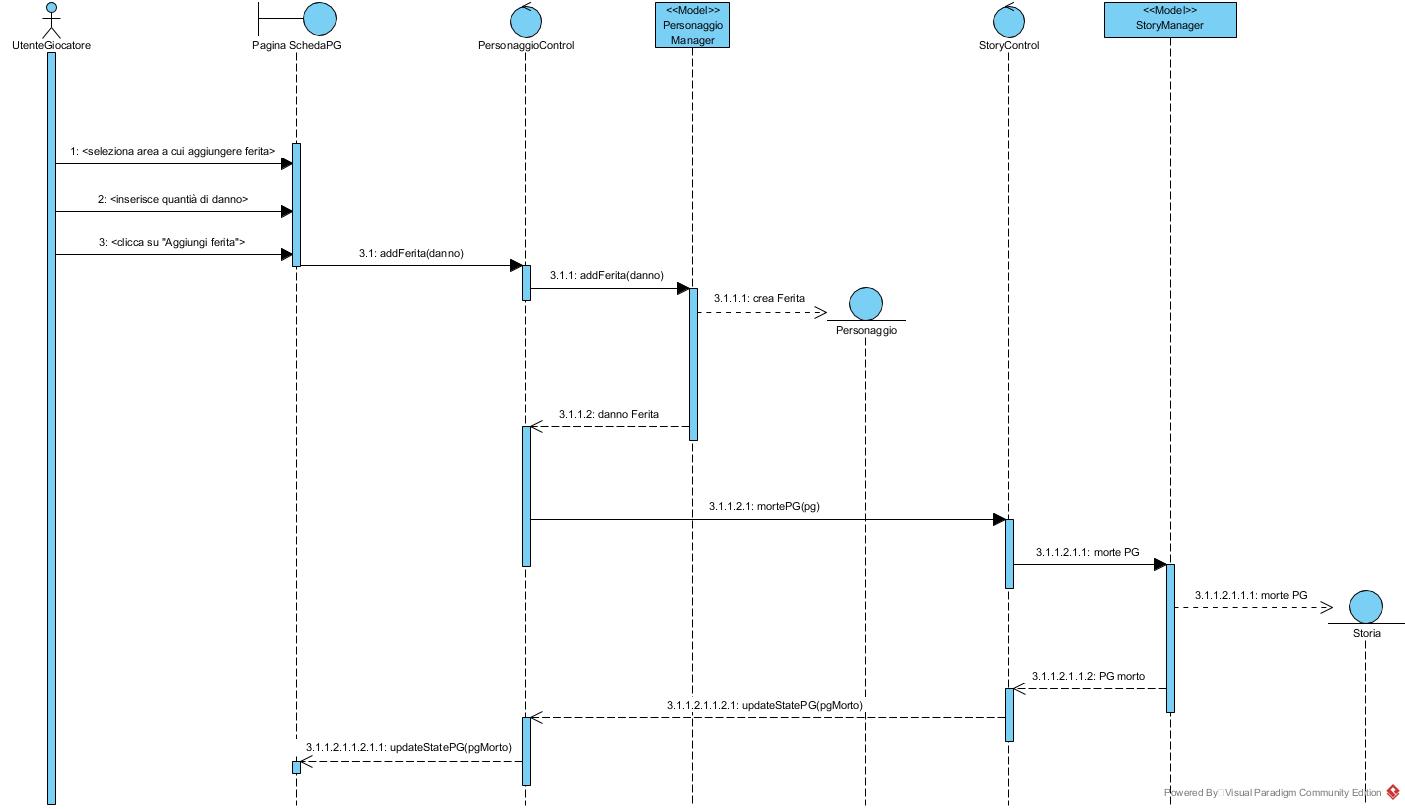 <<Model>>
Personaggio
Manager
<<Model>>
StoryManager
UtenteGiocatore
Pagina SchedaPG
PersonaggioControl
StoryControl
1: <seleziona area a cui aggiungere ferita>
2: <inserisce quantià di danno>
3: <clicca su "Aggiungi ferita">
3.1: addFerita(danno)
3.1.1: addFerita(danno)
3.1.1.1: crea Ferita
Personaggio
3.1.1.2: danno Ferita
3.1.1.2.1: mortePG(pg)
3.1.1.2.1.1: morte PG
3.1.1.2.1.1.1: morte PG
Storia
3.1.1.2.1.1.2: PG morto
3.1.1.2.1.1.2.1: updateStatePG(pgMorto)
3.1.1.2.1.1.2.1.1: updateStatePG(pgMorto)
Powered By Visual Paradigm Community Edition